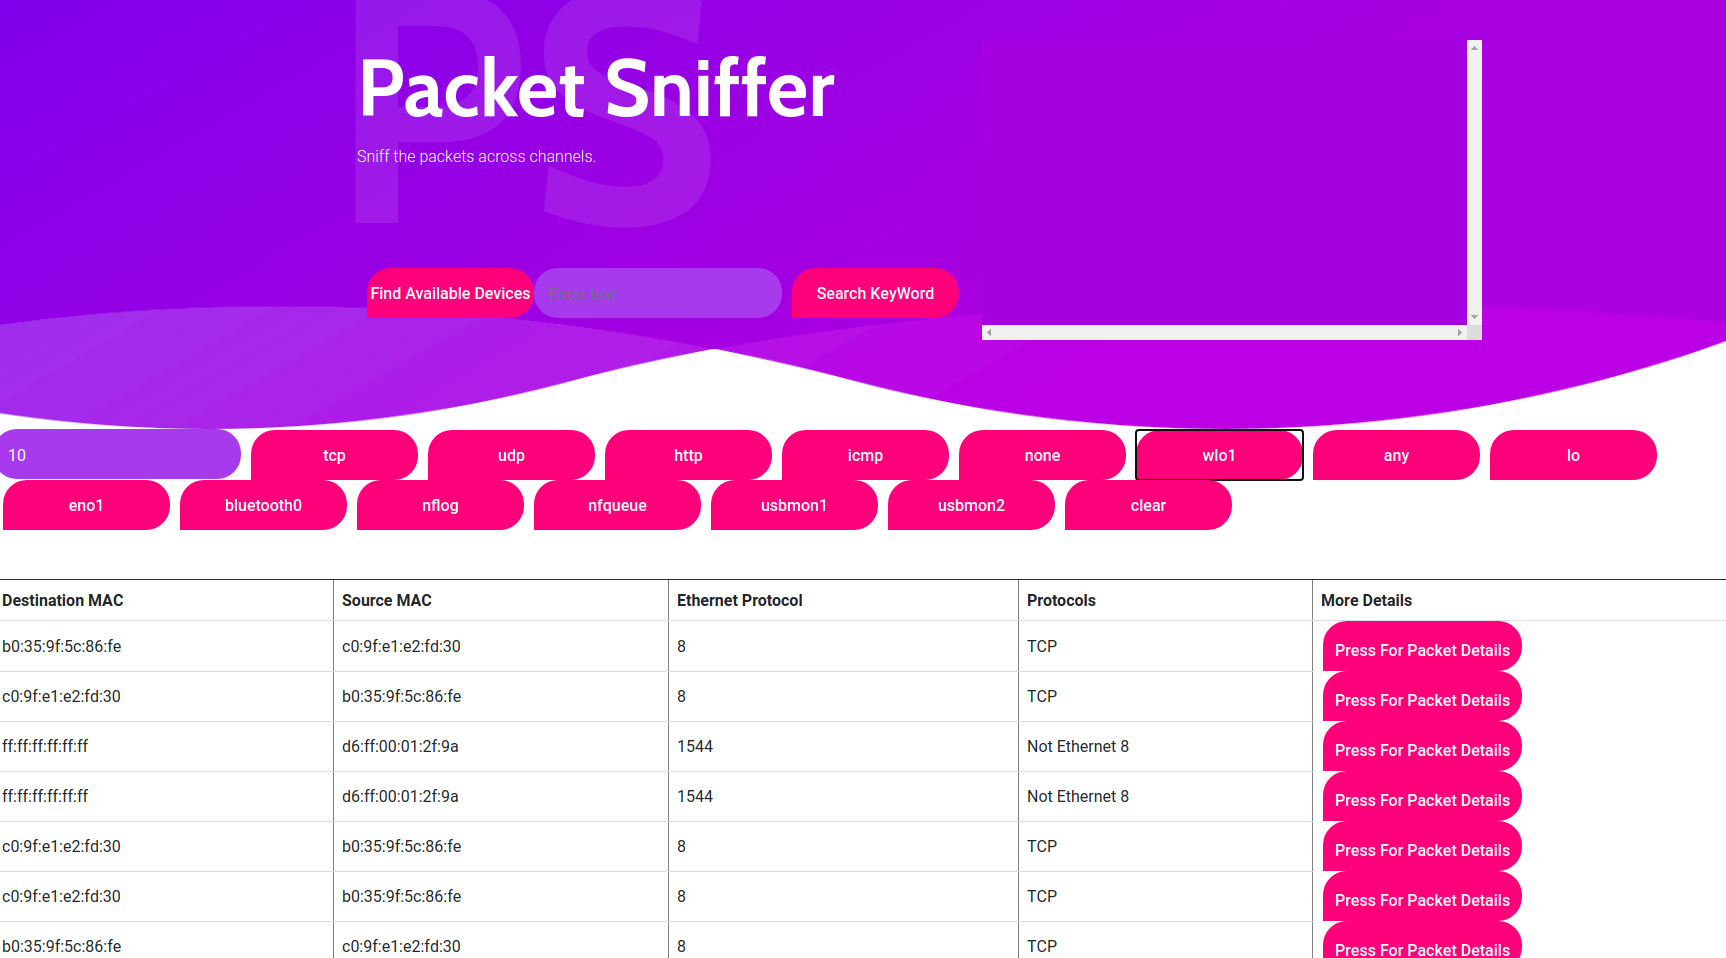 PS
Packet Sniffer
Sniff the packets across channels.
Find Available Devices Enter text Search KeyWord
10 tcp udp http icmp none wlo1 any lo
eno1 bluetooth0 nflog nfqueue usbmon1 usbmon2 clear
Destination MAC Source MAC Ethernet Protocol Protocols More Details
b0:35:9f:5c:86:fe c0:9f:e1:e2:fd:30 8 TCP Press For Packet Details
c0:9f:e1:e2:fd:30 b0:35:9f:5c:86:fe 8 TCP Press For Packet Details
ff:ff:ff:ff:ff:ff d6:ff:00:01:2f:9a 1544 Not Ethernet 8 Press For Packet Details
ff:ff:ff:ff:ff:ff d6:ff:00:01:2f:9a 1544 Not Ethernet 8 Press For Packet Details
c0:9f:e1:e2:fd:30 b0:35:9f:5c:86:fe 8 TCP Press For Packet Details
c0:9f:e1:e2:fd:30 b0:35:9f:5c:86:fe 8 TCP Press For Packet Details
b0:35:9f:5c:86:fe c0:9f:e1:e2:fd:30 8 TCP Press For Packet Details